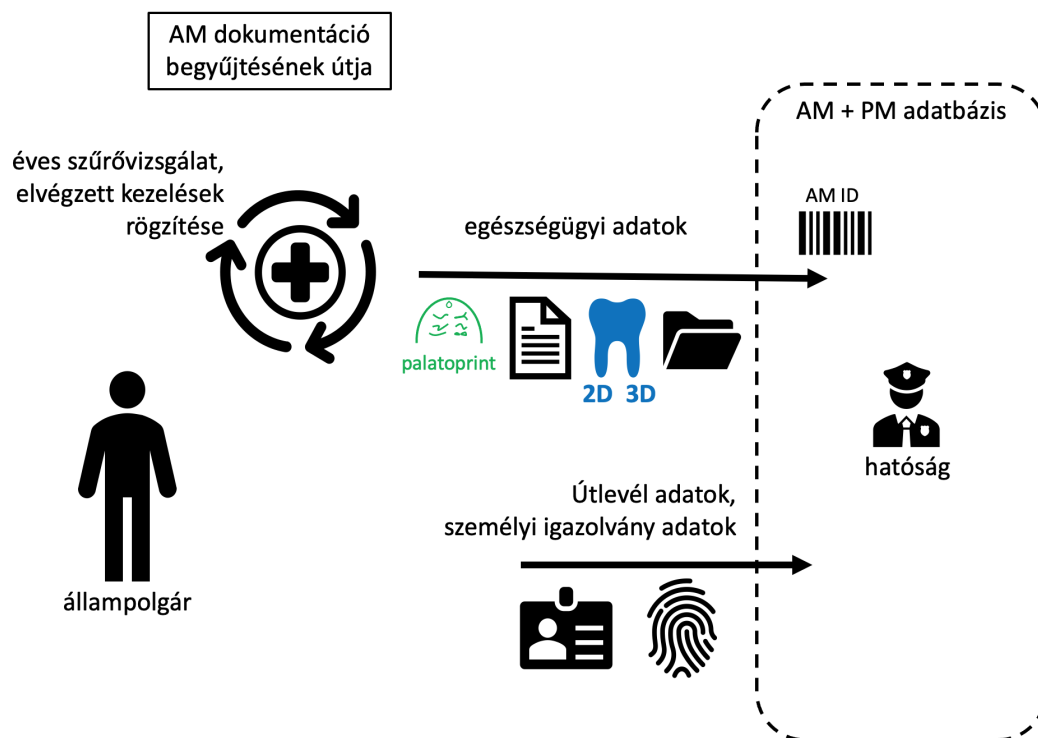 AM dokumentáció
begyűjtésének útja
AM + PM adatbázis
éves szűrővizsgálat,
elvégzett kezelések
rögzítése
AM ID
egészségügyi adatok
palatoprint
2D 3D
hatóság
Útlevél adatok,
személyi igazolvány adatok
állampolgár